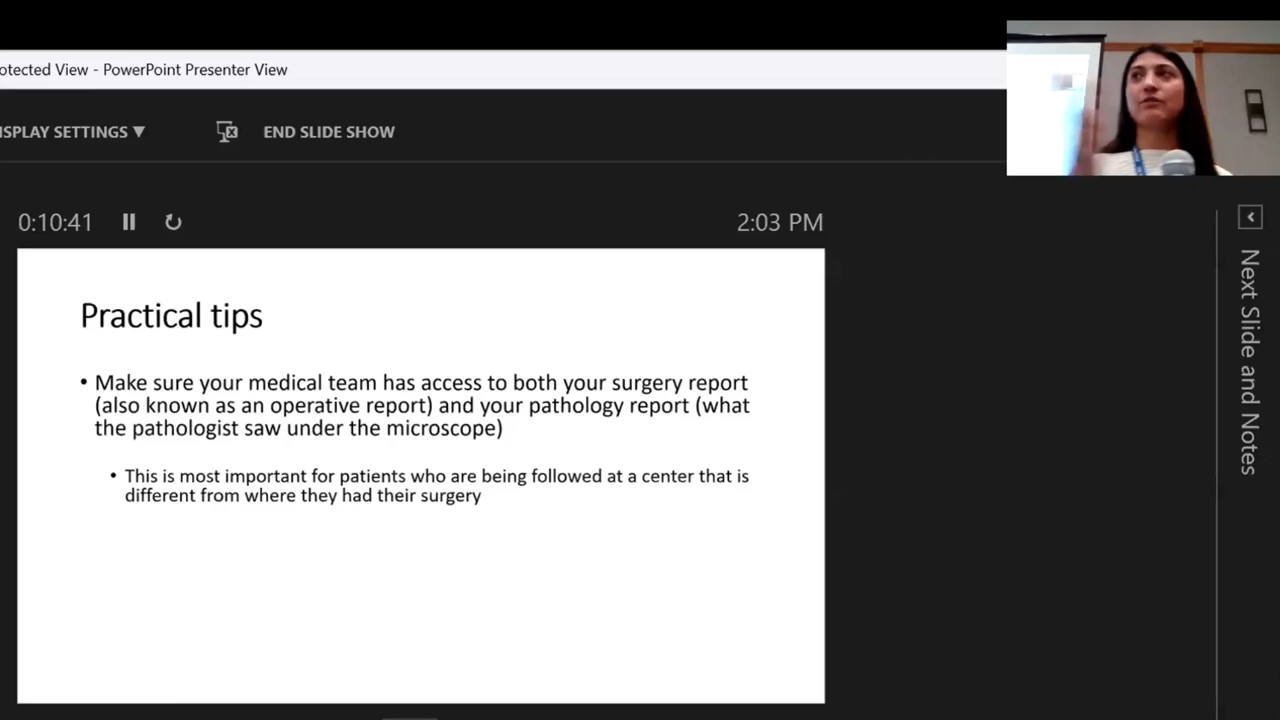 otected View - PowerPoint Presenter View
ISPLAY SETTINGS ▼ END SLIDE SHOW
0:10:41 2:03 PM
Practical tips
• Make sure your medical team has access to both your surgery report
(also known as an operative report) and your pathology report (what
the pathologist saw under the microscope)
• This is most important for patients who are being followed at a center that is
different from where they had their surgery
Next Slide and Notes